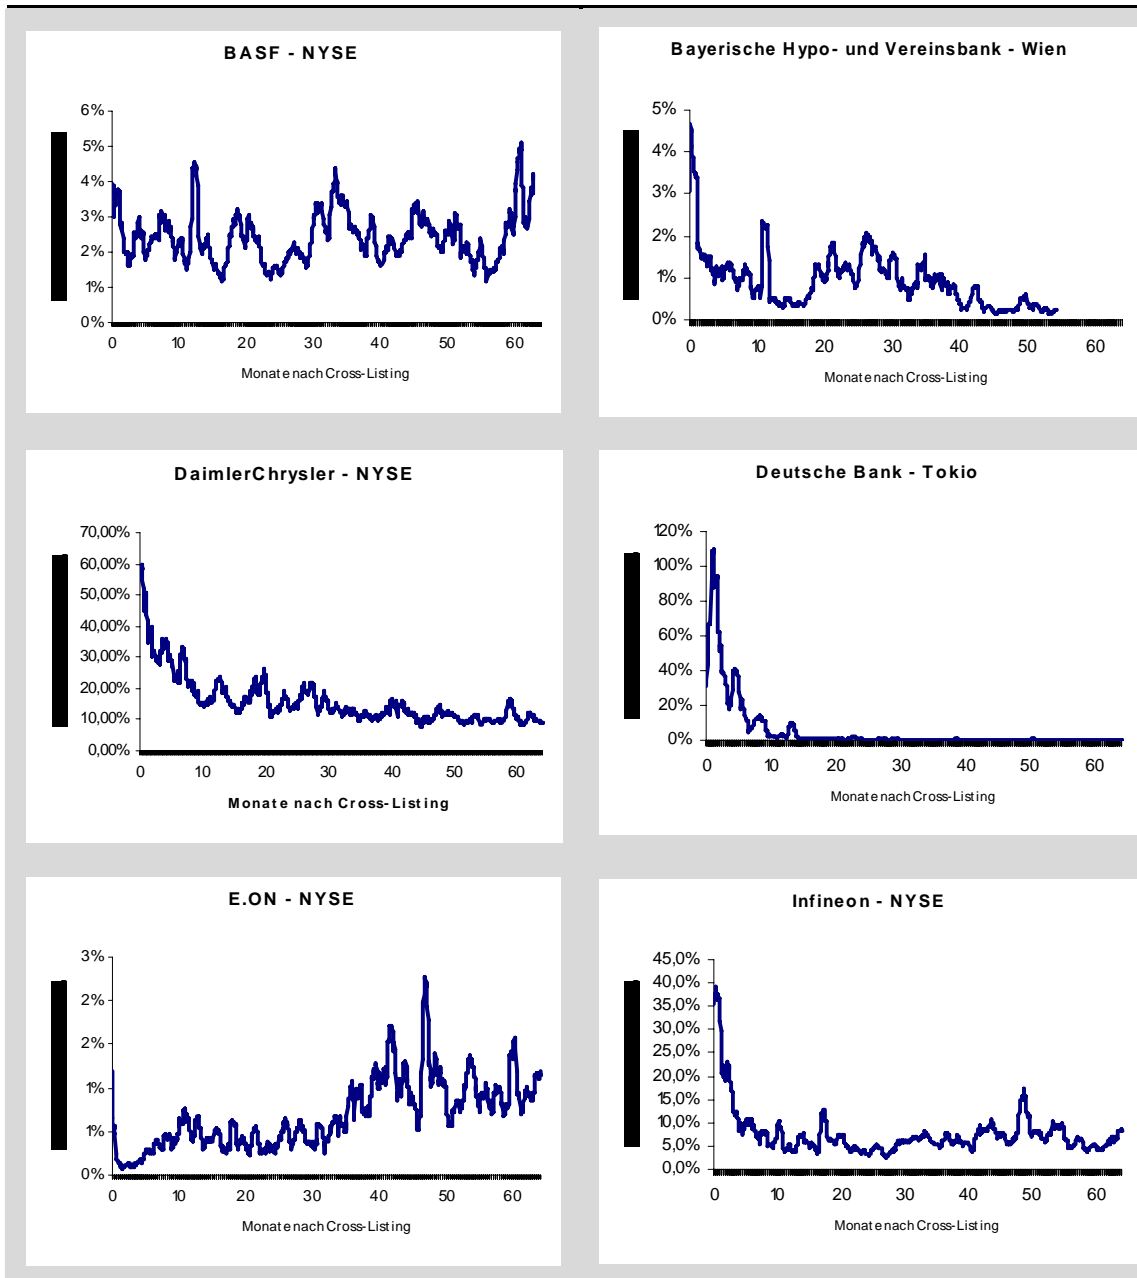 BASF - NYSE
6%
5%
4%
3%
2%
1%
0%
0 10 20 30 40 50 60
Monate nach Cross-Listing
Bayerische Hypo- und Vereinsbank - Wien
5%
4%
3%
2%
1%
0%
0 10 20 30 40 50 60
Monate nach Cross-Listing
DaimlerChrysler - NYSE
70,00%
60,00%
50,00%
40,00%
30,00%
20,00%
10,00%
0,00%
0 10 20 30 40 50 60
Monate nach Cross-Listing
Deutsche Bank - Tokio
120%
100%
80%
60%
40%
20%
0%
0 10 20 30 40 50 60
Monate nach Cross-Listing
E.ON - NYSE
3%
2%
2%
1%
1%
0%
0 10 20 30 40 50 60
Monate nach Cross-Listing
Infineon - NYSE
45,0%
40,0%
35,0%
30,0%
25,0%
20,0%
15,0%
10,0%
5,0%
0,0%
0 10 20 30 40 50 60
Monate nach Cross-Listing